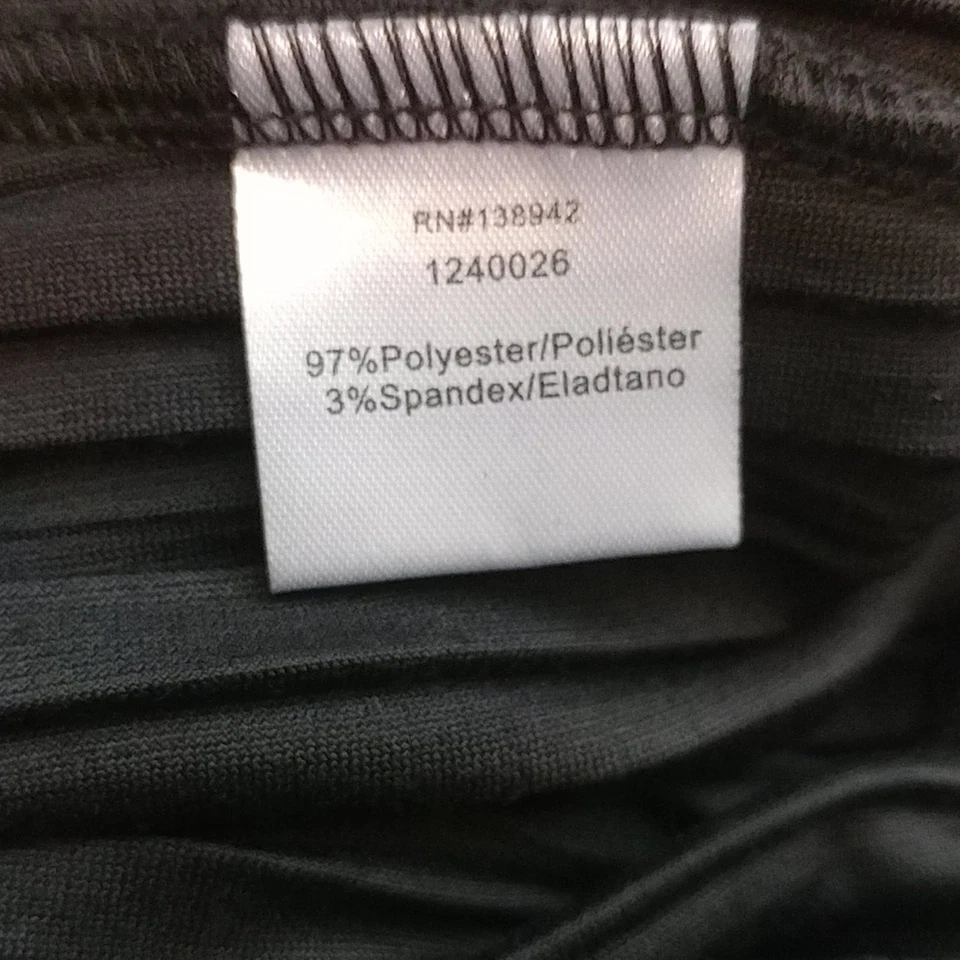 RN#138942
1240026
97%Polyester/Poliéster
3%Spandex/Eladtano